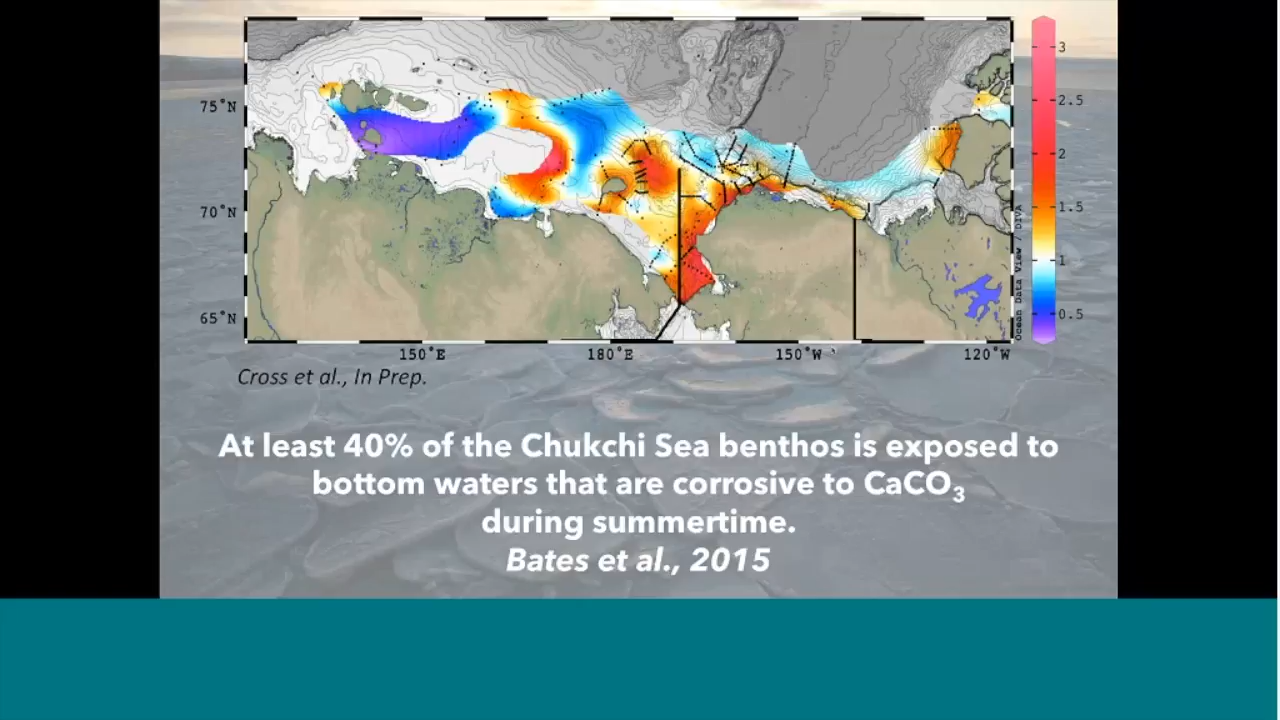 75°N
70°N
65°N
150°E
180°E
150°W
120°W
3
2.5
2
1.5
1
0.5
Ocean Data View / DIVA
Cross et al., In Prep.
At least 40% of the Chukchi Sea benthos is exposed to
bottom waters that are corrosive to CaCO₃
during summertime.
Bates et al., 2015